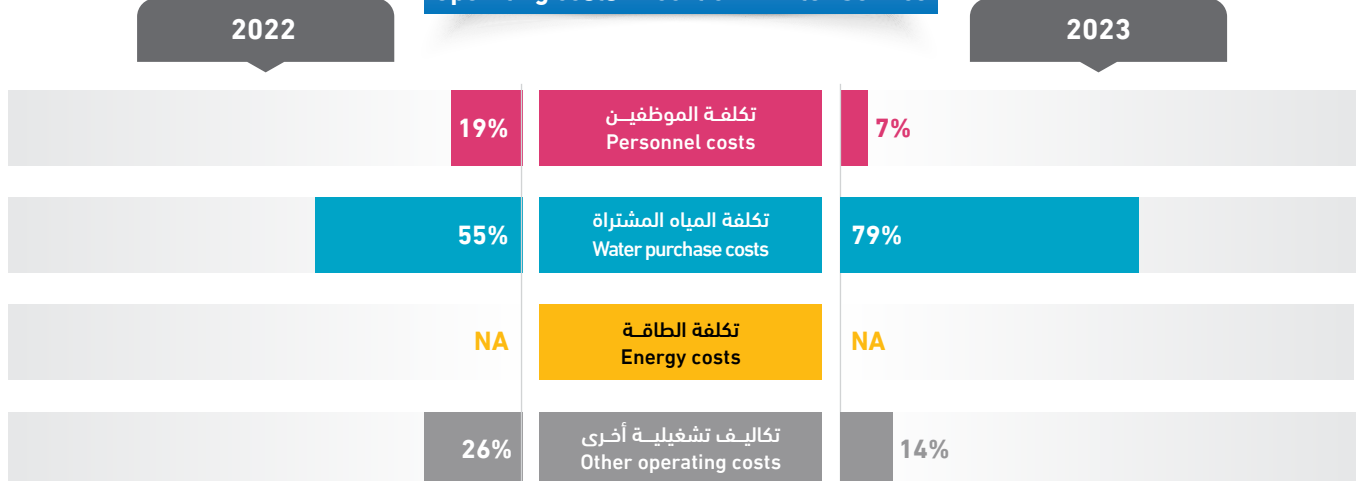 2022
2023
19%
تكلفة الموظفين
Personnel costs
7%
55%
تكلفة المياه المشتراة
Water purchase costs
79%
NA
تكلفة الطاقة
Energy costs
NA
26%
تكاليف تشغيلية أخرى
Other operating costs
14%